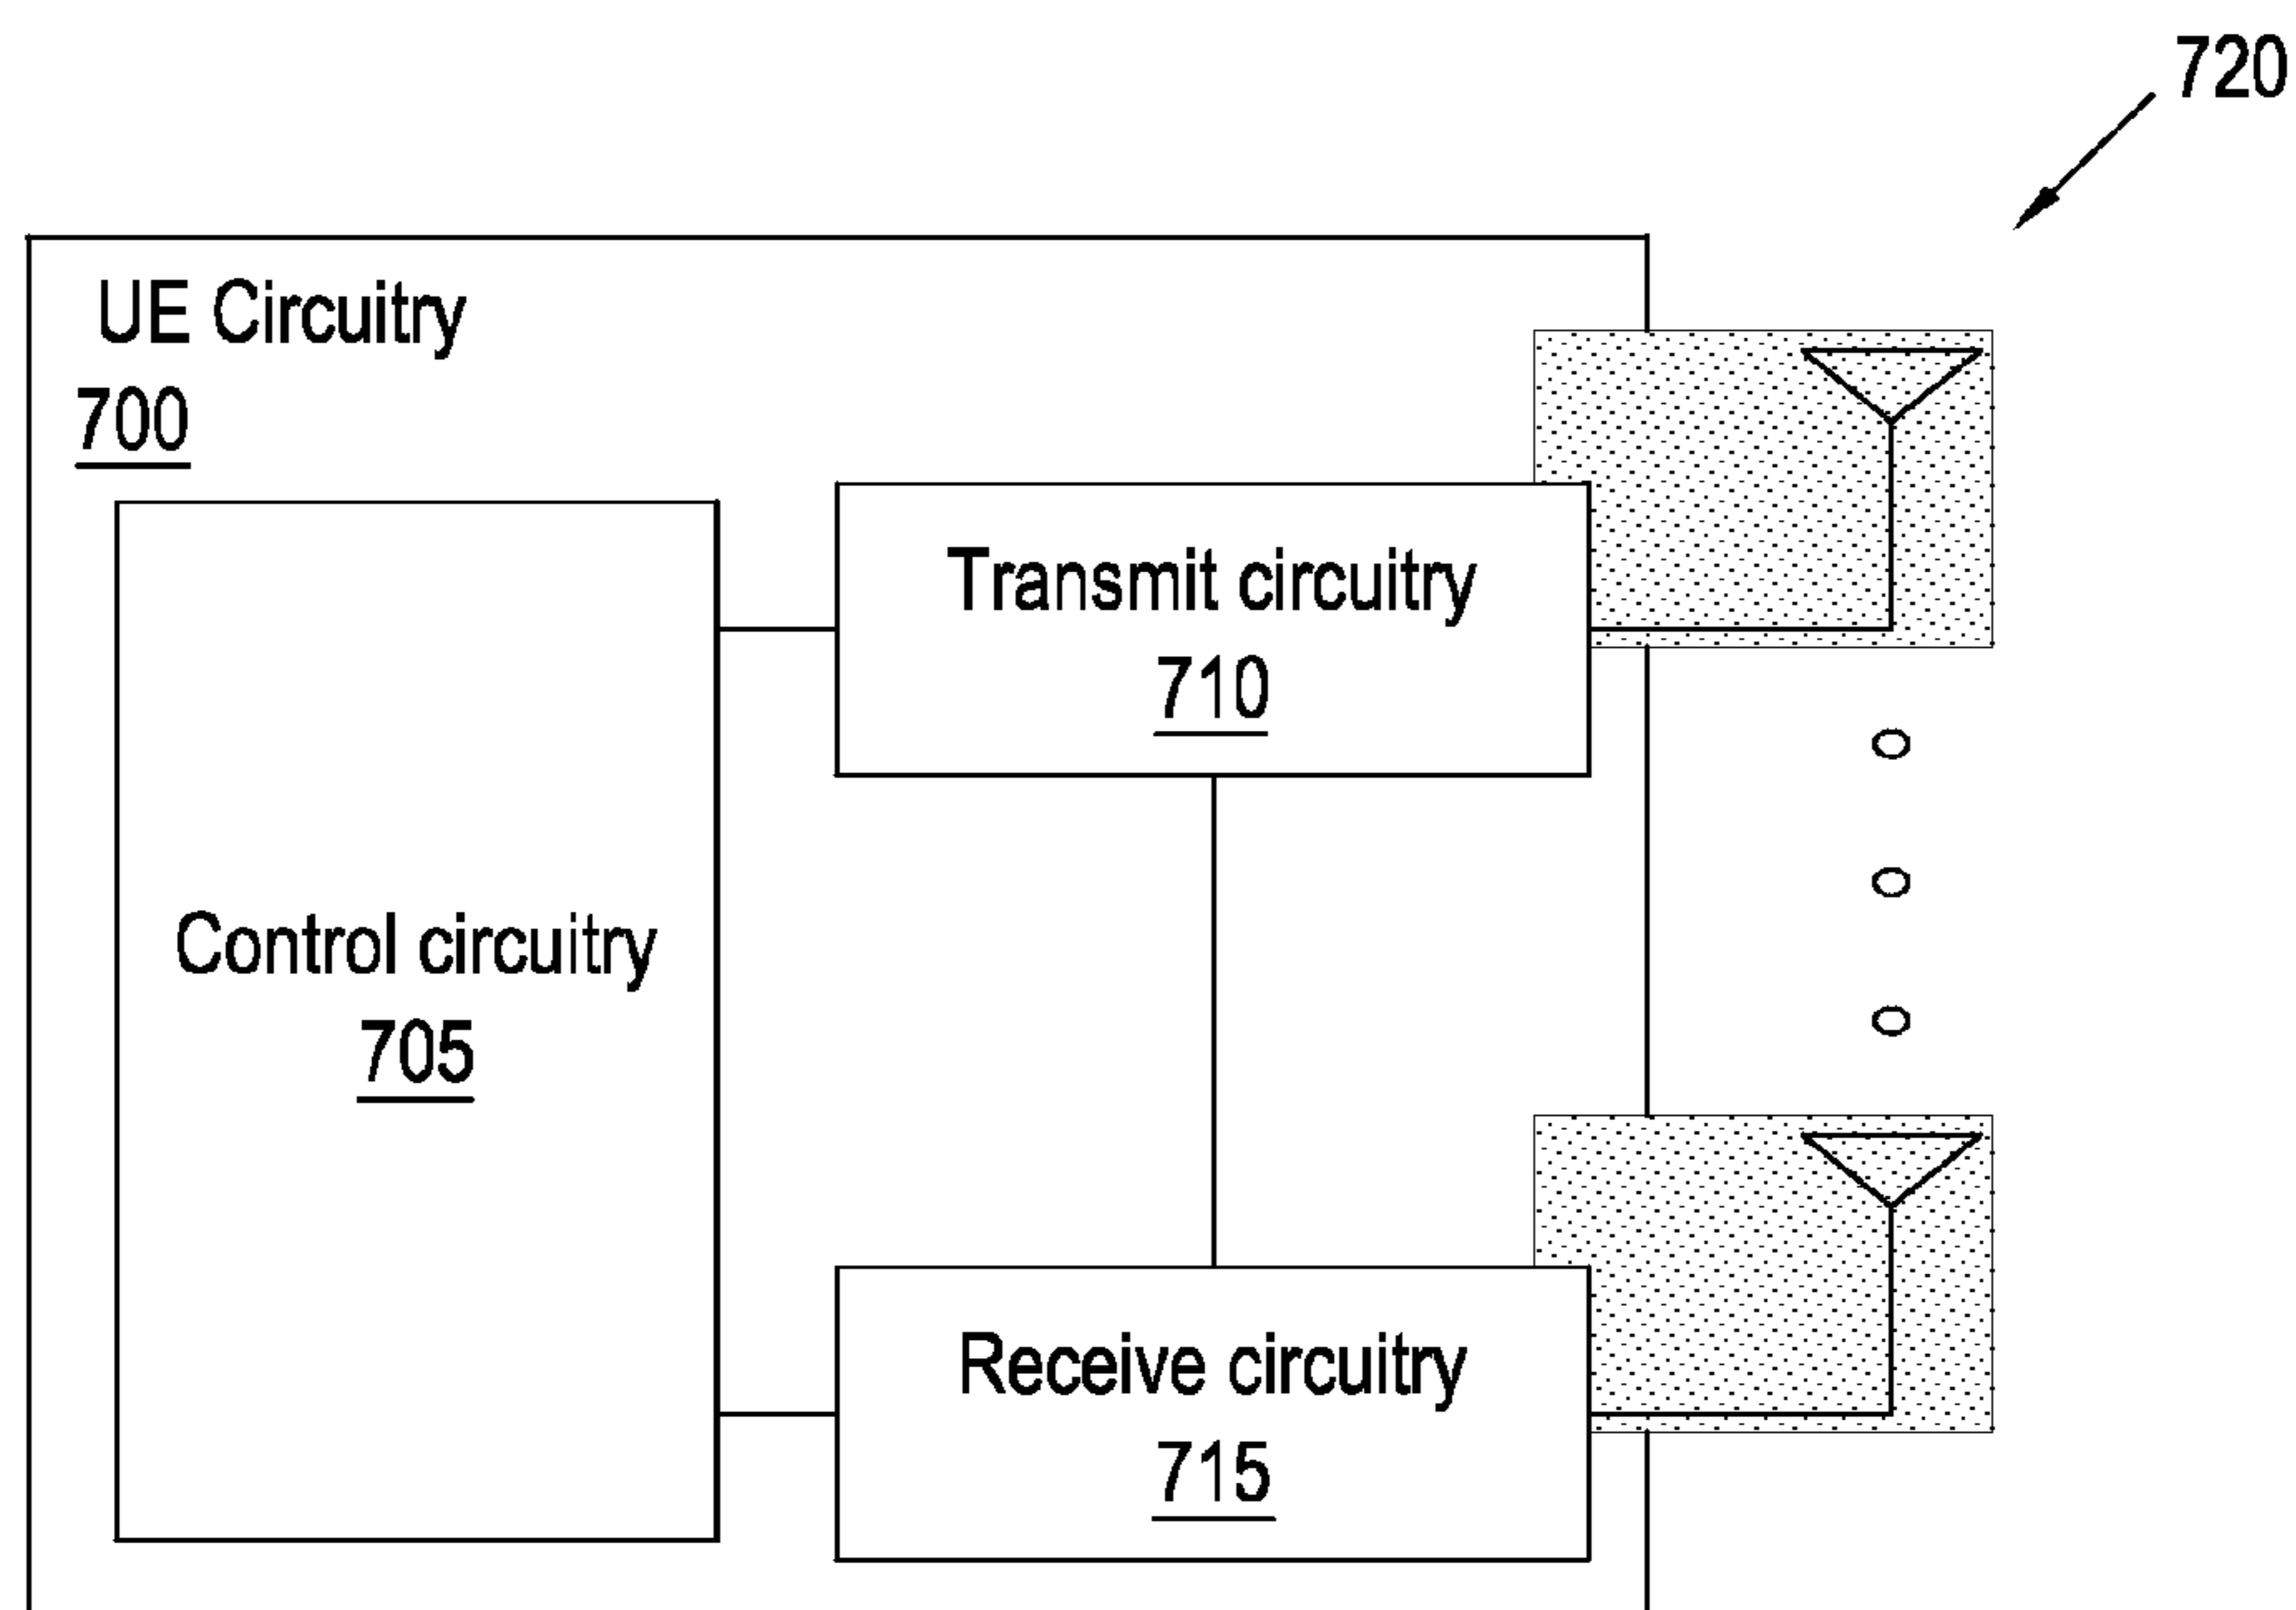 720
UE Circuitry
700
Transmit circuitry
710
Control circuitry
705
Receive circuitry
715